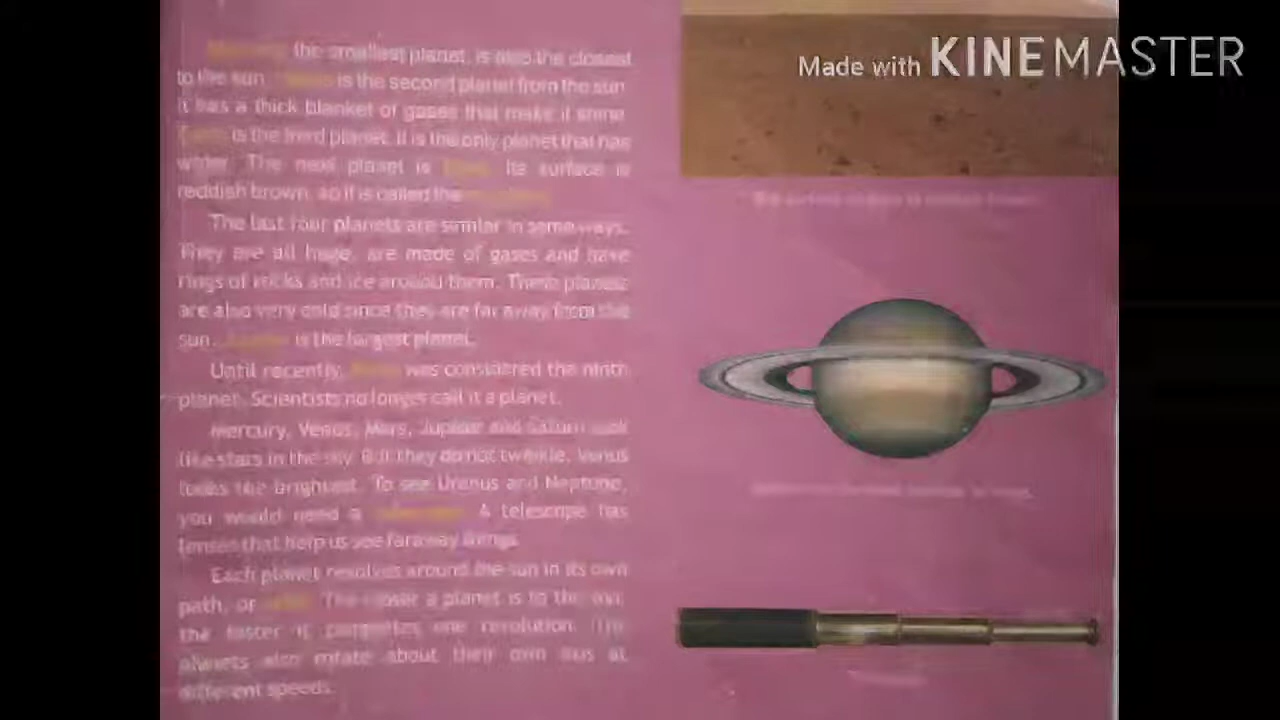 Made with KINEMASTER
Mercury, the smallest planet, is also the closest
to the sun. Venus is the second planet from the sun.
It has a thick blanket of gases that make it shine.
Earth is the third planet. It is the only planet that has
water. The next planet is Mars. Its surface is
reddish brown, so it is called the
The last four planets are similar in some ways.
They are all huge, are made of gases and have
rings of rocks and ice around them. These planets
are also very cold since they are far away from the
sun. Jupiter is the largest planet.
Until recently, Pluto was considered the ninth
planet. Scientists no longer call it a planet.
Mercury, Venus, Mars, Jupiter and Saturn look
like stars in the sky. But they do not twinkle. Venus
looks the brightest. To see Uranus and Neptune,
you would need a telescope. A telescope has
lenses that help us see faraway things.
Each planet revolves around the sun in its own
path, or orbit. The closer a planet is to the sun,
the faster it completes one revolution. The
planets also rotate about their own axis at
different speeds.